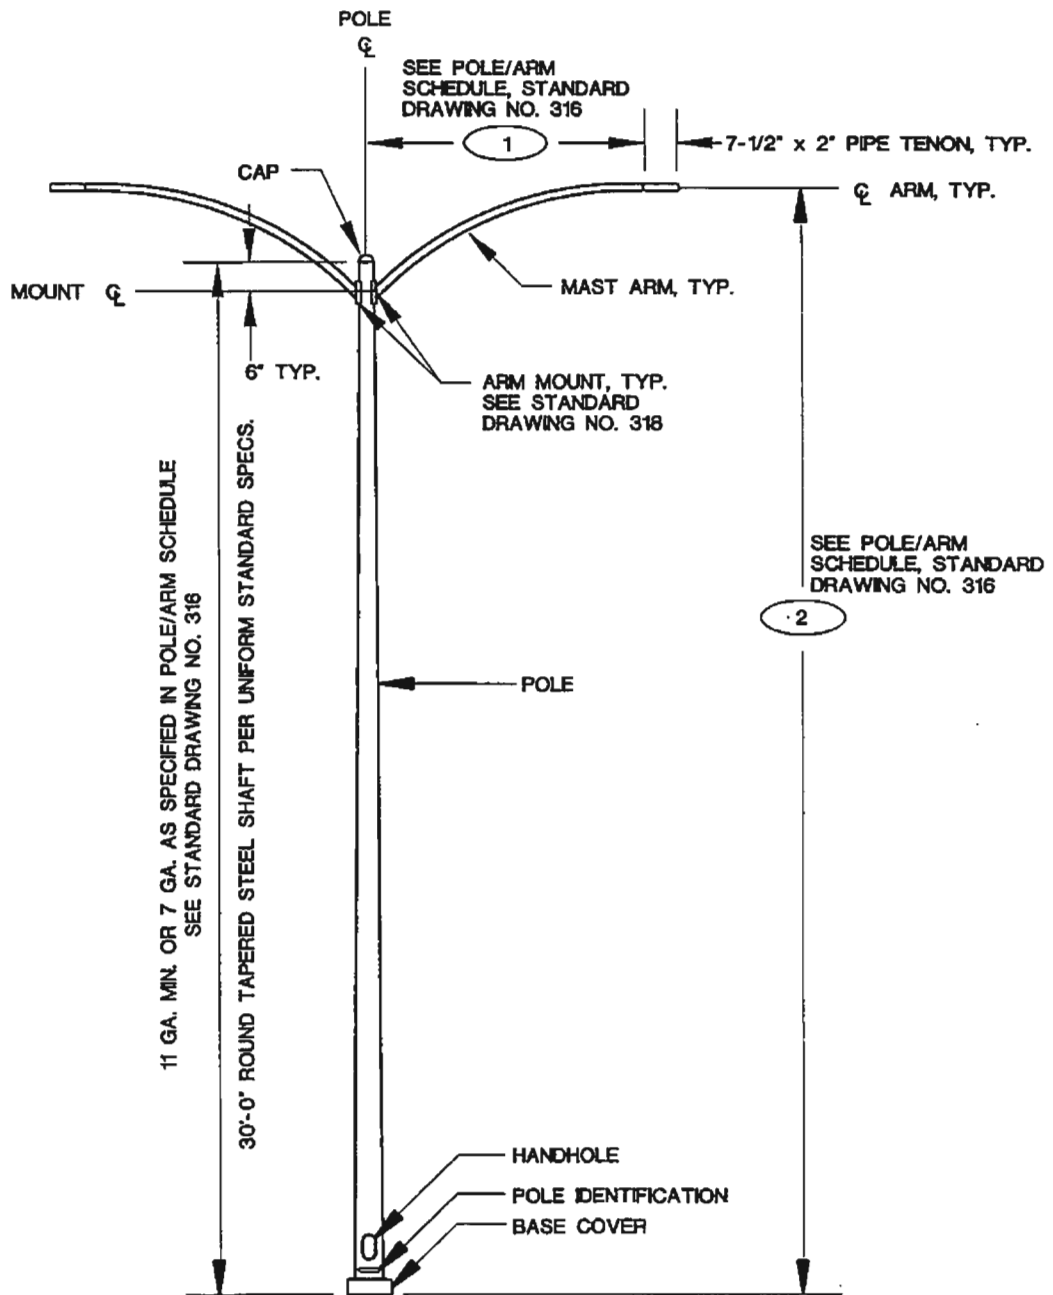 POLE
℄
SEE POLE/ARM
SCHEDULE, STANDARD
DRAWING NO. 316
1
7-1/2" x 2" PIPE TENON, TYP.
CAP
℄ ARM, TYP.
MOUNT ℄
MAST ARM, TYP.
6" TYP.
ARM MOUNT, TYP.
SEE STANDARD
DRAWING NO. 318
11 GA. MIN. OR 7 GA. AS SPECIFIED IN POLE/ARM SCHEDULE
SEE STANDARD DRAWING NO. 316
30'-0" ROUND TAPERED STEEL SHAFT PER UNIFORM STANDARD SPECS.
SEE POLE/ARM
SCHEDULE, STANDARD
DRAWING NO. 316
2
POLE
HANDHOLE
POLE IDENTIFICATION
BASE COVER